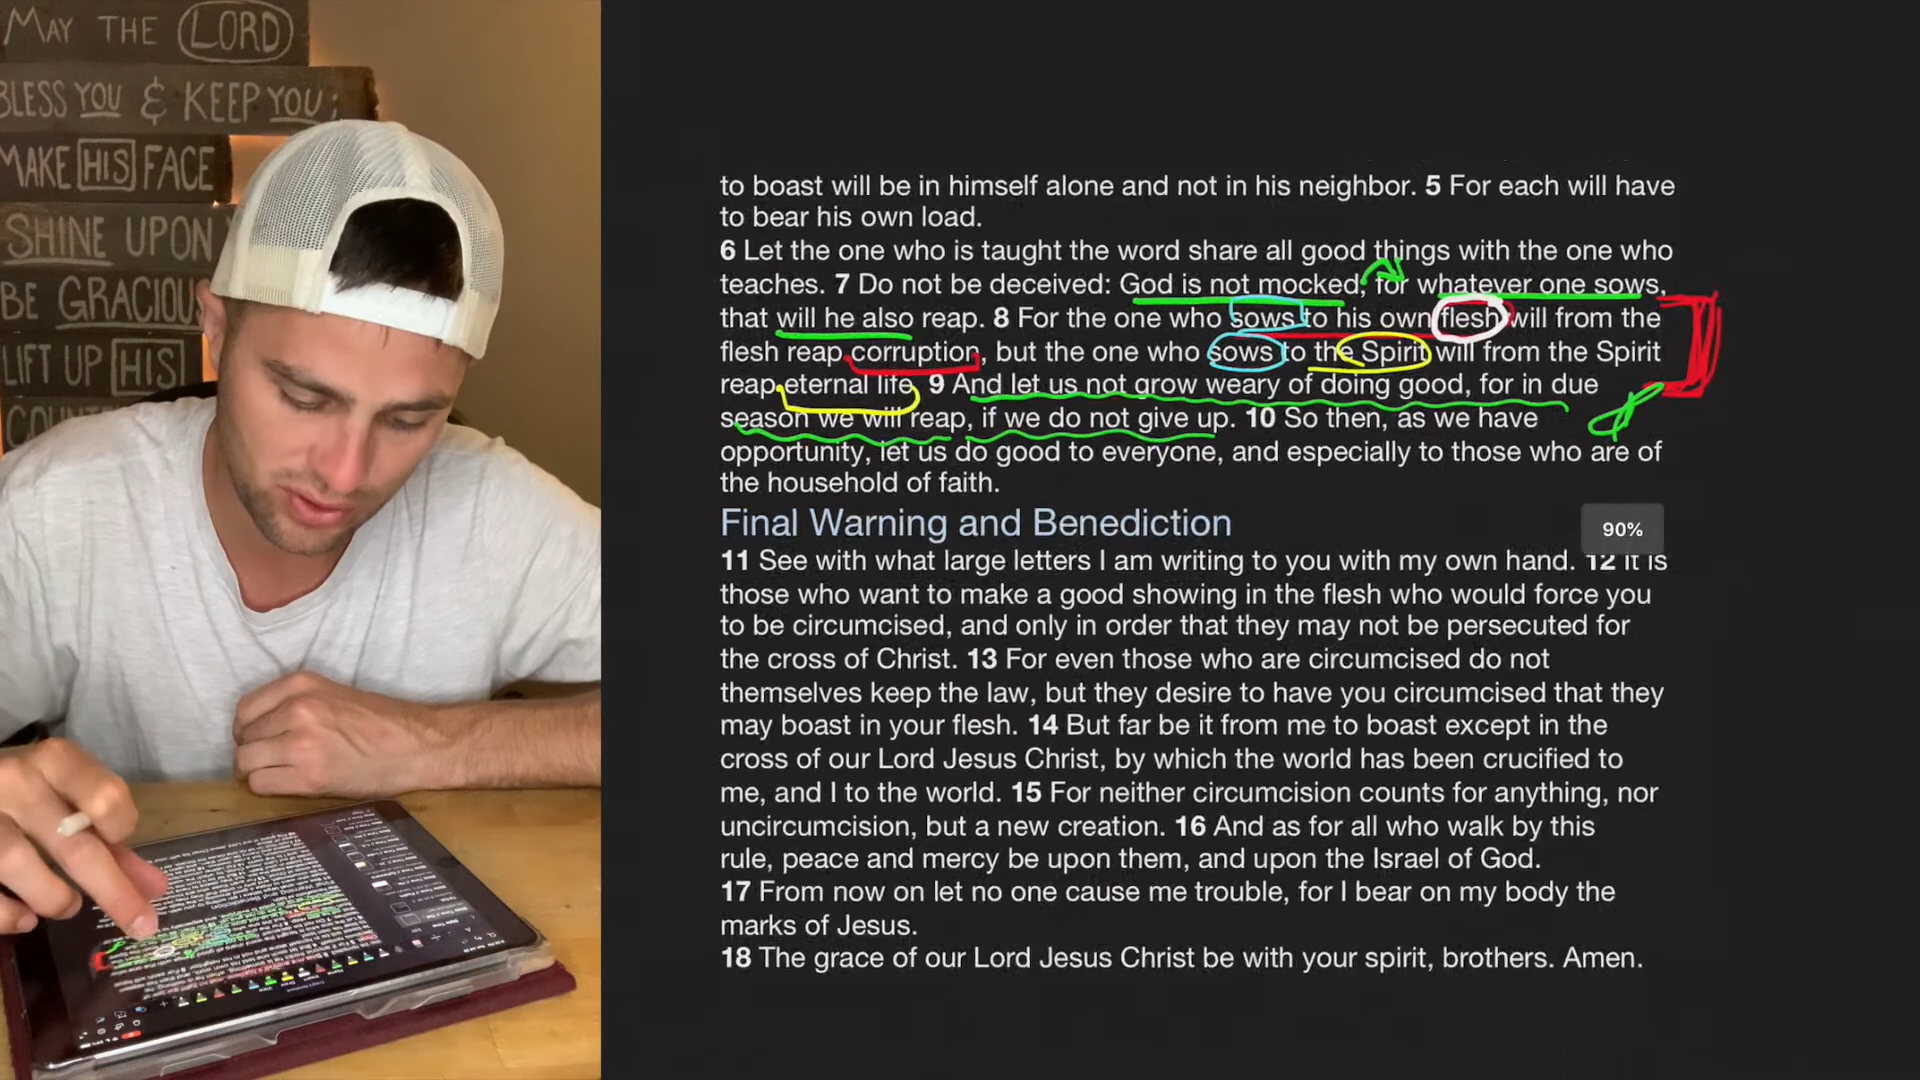 MAY THE LORD
BLESS YOU & KEEP YOU;
MAKE HIS FACE
SHINE UPON
BE GRACIOUS
LIFT UP HIS
to boast will be in himself alone and not in his neighbor. 5 For each will have
to bear his own load.
6 Let the one who is taught the word share all good things with the one who
teaches. 7 Do not be deceived: God is not mocked, for whatever one sows,
that will he also reap. 8 For the one who sows to his own flesh will from the
flesh reap corruption, but the one who sows to the Spirit will from the Spirit
reap eternal life. 9 And let us not grow weary of doing good, for in due
season we will reap, if we do not give up. 10 So then, as we have
opportunity, let us do good to everyone, and especially to those who are of
the household of faith.
Final Warning and Benediction
90%
11 See with what large letters I am writing to you with my own hand. 12 It is
those who want to make a good showing in the flesh who would force you
to be circumcised, and only in order that they may not be persecuted for
the cross of Christ. 13 For even those who are circumcised do not
themselves keep the law, but they desire to have you circumcised that they
may boast in your flesh. 14 But far be it from me to boast except in the
cross of our Lord Jesus Christ, by which the world has been crucified to
me, and I to the world. 15 For neither circumcision counts for anything, nor
uncircumcision, but a new creation. 16 And as for all who walk by this
rule, peace and mercy be upon them, and upon the Israel of God.
17 From now on let no one cause me trouble, for I bear on my body the
marks of Jesus.
18 The grace of our Lord Jesus Christ be with your spirit, brothers. Amen.